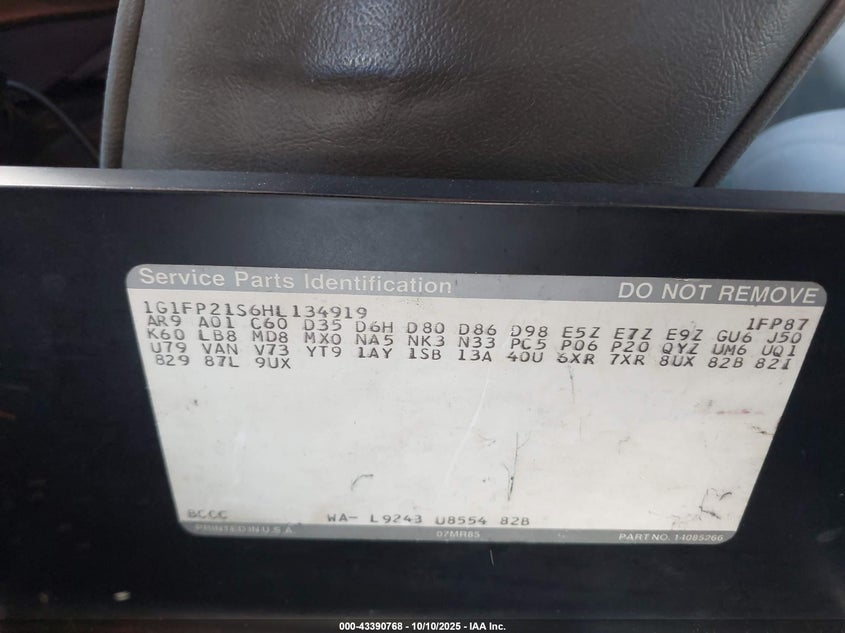 Service Parts Identification DO NOT REMOVE
1G1FP21S6HL134919 1FP87
AR9 A01 C60 D35 D6H D80 D86 D98 E5Z E7Z E9Z GU6 J50
K60 LB8 MD8 MX0 NA5 NK3 N33 PC5 P06 P20 QYZ UM6 UQ1
U79 VAN V73 YT9 1AY 1SB 13A 40U 6XR 7XR 8UX 82B 82I
829 87L 9UX
BCCC WA- L9243 U8554 82B
PRINTED IN U.S.A. 07MR85 PART NO. 14085266
000-43390768 - 10/10/2025 - IAA Inc.